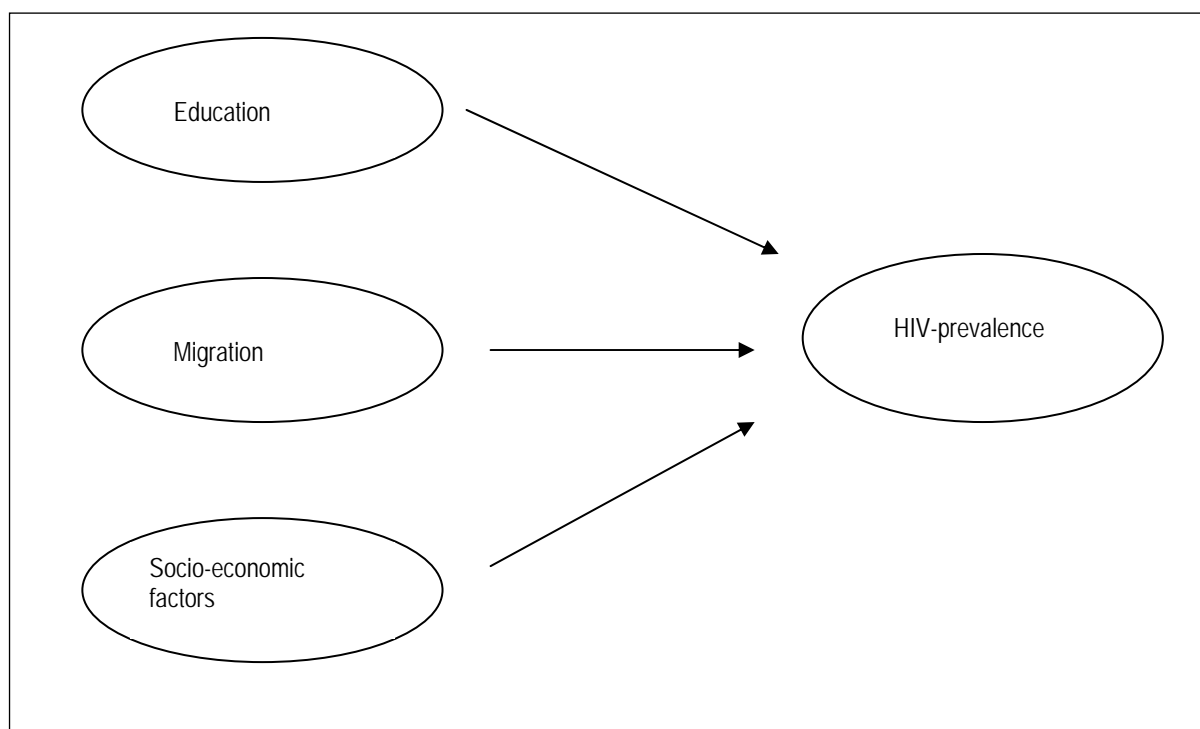 Education
HIV-prevalence
Migration
Socio-economic
factors